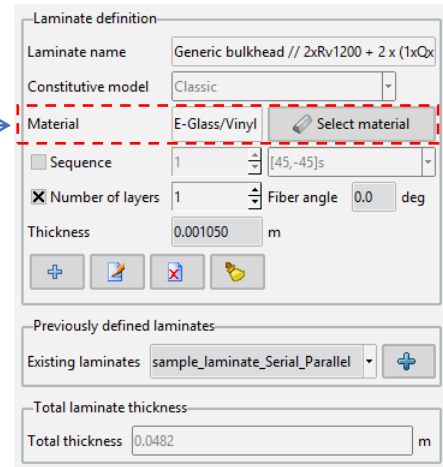 Laminate definition
Laminate name Generic bulkhead // 2xRv1200 + 2 x (1xQx
Constitutive model Classic
Material E-Glass/Vinyl Select material
Sequence 1 [45,-45]s
Number of layers 1 Fiber angle 0.0 deg
Thickness 0.001050 m
Previously defined laminates
Existing laminates sample_laminate_Serial_Parallel
Total laminate thickness
Total thickness 0.0482 m